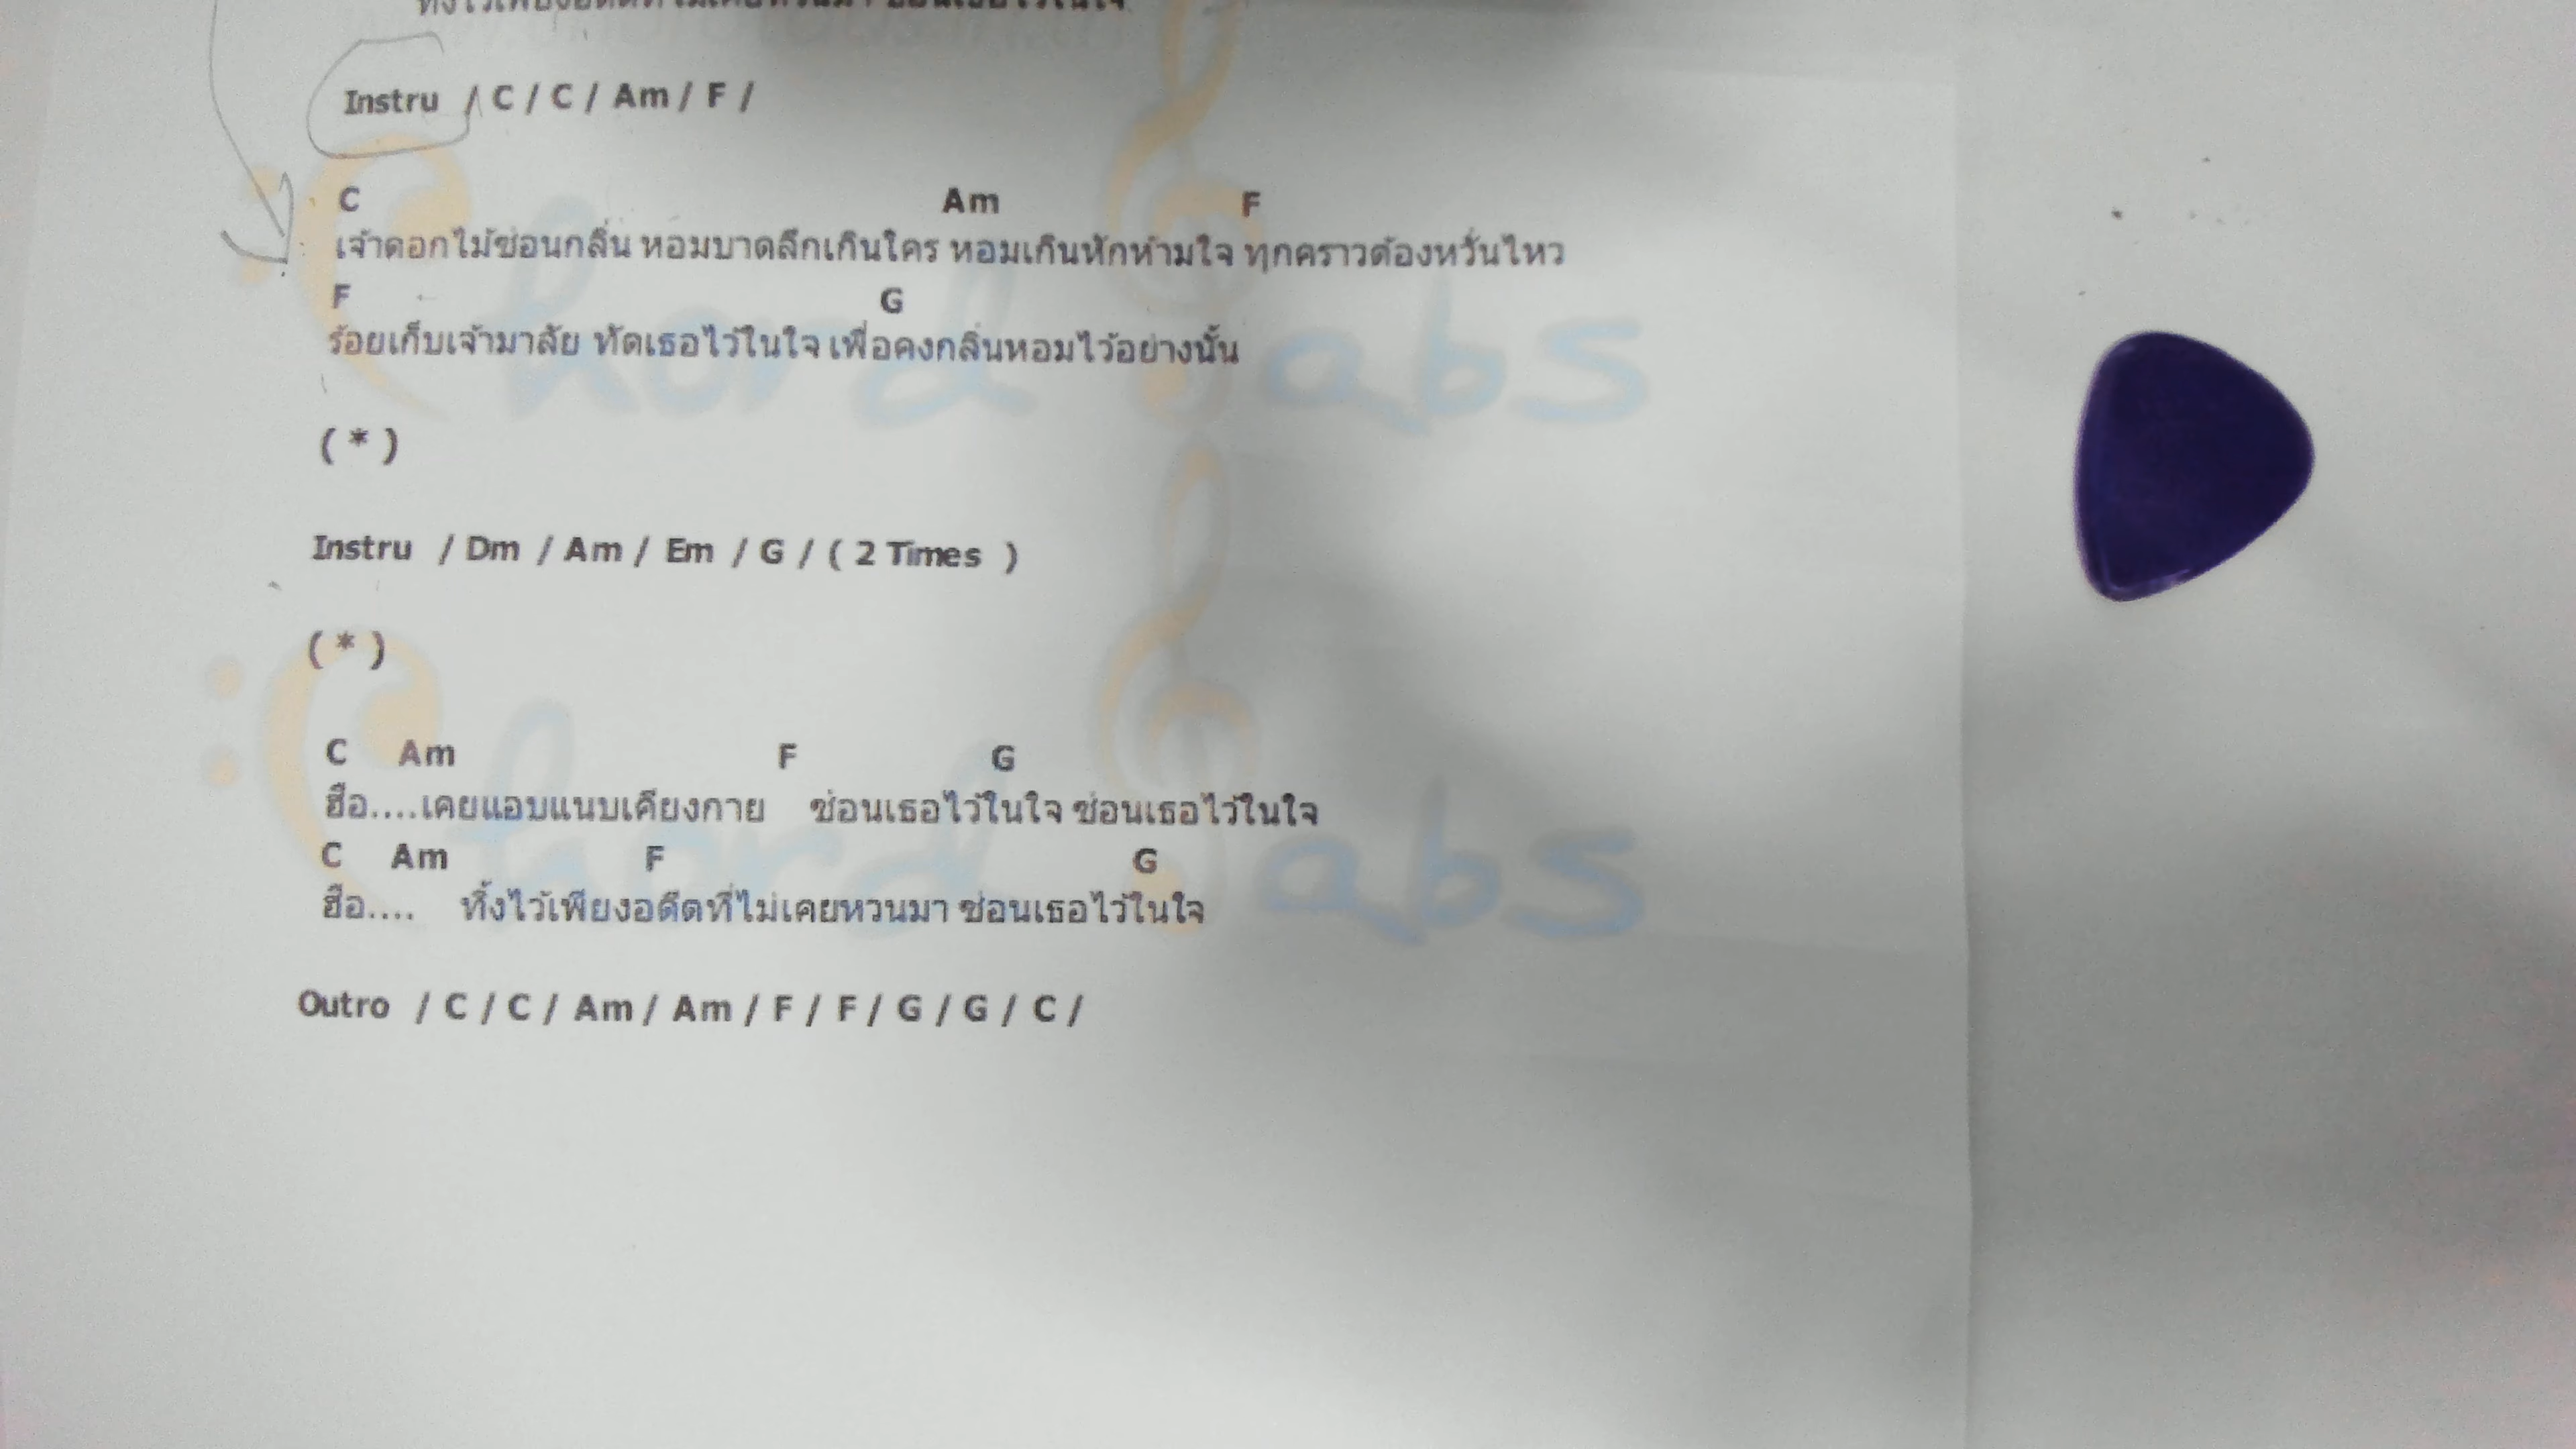 Instru / C / C / Am / F /
C Am F
เจ้าดอกไม้ซ่อนกลิ่น หอมบาดลึกเกินใคร หอมเกินหักห้ามใจ ทุกคราวต้องหวั่นไหว
F G
ร้อยเก็บเจ้ามาลัย ทัดเธอไว้ในใจ เพื่อคงกลิ่นหอมไว้อย่างนั้น
( * )
Instru / Dm / Am / Em / G / ( 2 Times )
( * )
C Am F G
ฮือ....เคยแอบแนบเคียงกาย ซ่อนเธอไว้ในใจ ซ่อนเธอไว้ในใจ
C Am F G
ฮือ.... ทิ้งไว้เพียงอดีตที่ไม่เคยหวนมา ซ่อนเธอไว้ในใจ
Outro / C / C / Am / Am / F / F / G / G / C /